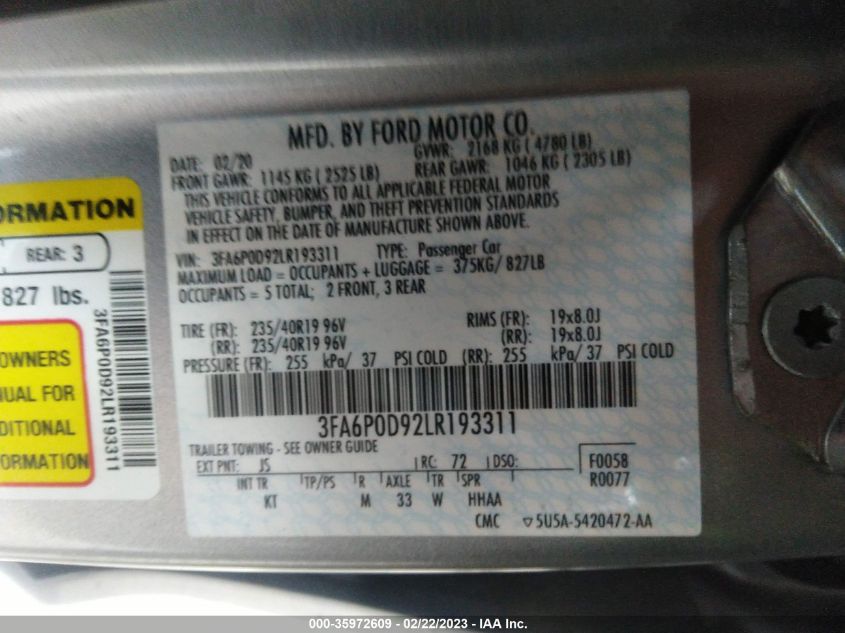 ORMATION
REAR: 3
827 lbs.
OWNERS
UAL FOR
DITIONAL
FORMATION
3FA6P0D92LR193311
MFD. BY FORD MOTOR CO.
DATE: 02/20 GVWR: 2168 KG ( 4780 LB)
FRONT GAWR: 1145 KG ( 2525 LB) REAR GAWR: 1046 KG ( 2305 LB)
THIS VEHICLE CONFORMS TO ALL APPLICABLE FEDERAL MOTOR
VEHICLE SAFETY, BUMPER, AND THEFT PREVENTION STANDARDS
IN EFFECT ON THE DATE OF MANUFACTURE SHOWN ABOVE.
VIN: 3FA6P0D92LR193311 TYPE: Passenger Car
MAXIMUM LOAD = OCCUPANTS + LUGGAGE = 375KG/ 827LB
OCCUPANTS = 5 TOTAL; 2 FRONT, 3 REAR
TIRE (FR): 235/40R19 96V RIMS (FR): 19x8.0J
(RR): 235/40R19 96V (RR): 19x8.0J
PRESSURE (FR): 255 kPa/ 37 PSI COLD (RR): 255 kPa/ 37 PSI COLD
3FA6P0D92LR193311
TRAILER TOWING - SEE OWNER GUIDE
EXT PNT: JS RC: 72 DSO: F0058
INT TR TP/PS R AXLE TR SPR R0077
KT M 33 W HHAA
CMC ▽5U5A-5420472-AA
000-35972609 - 02/22/2023 - IAA Inc.